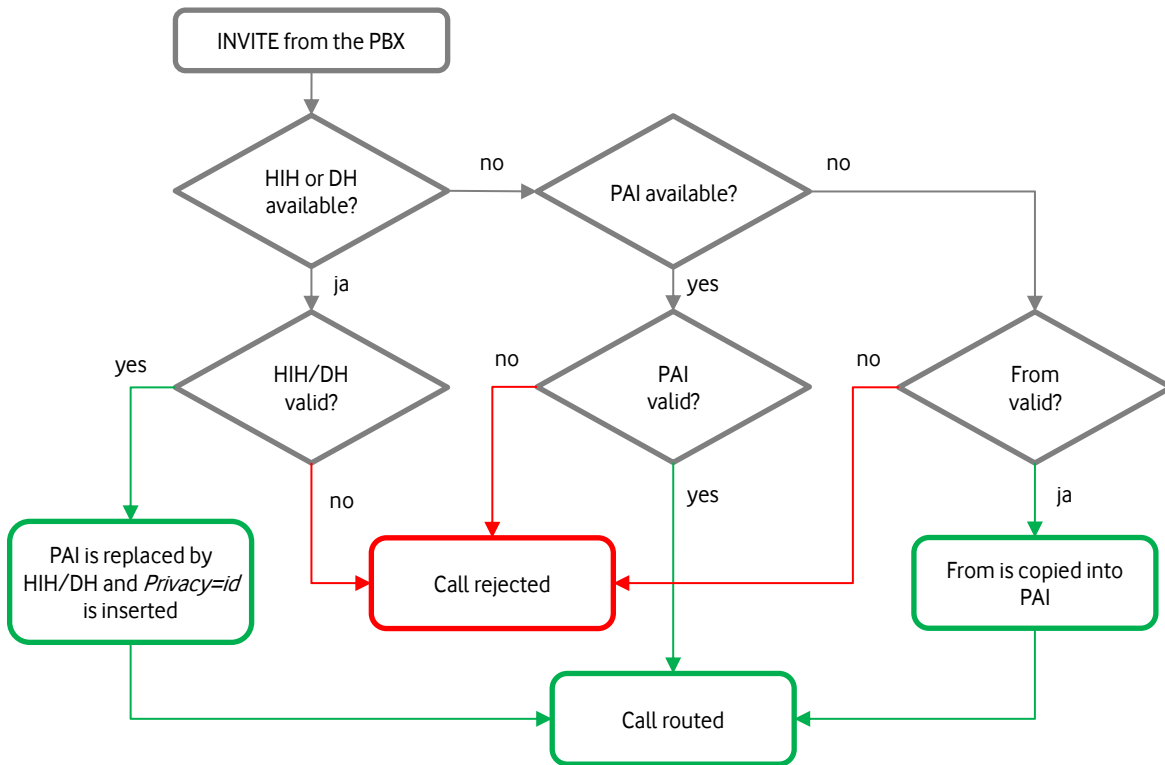 INVITE from the PBX
no
no
HIH or DH
available?
PAI available?
ja
yes
yes
no
no
HIH/DH
valid?
PAI
valid?
From
valid?
no
yes
ja
PAI is replaced by
HIH/DH and Privacy=id
is inserted
Call rejected
From is copied into
PAI
Call routed